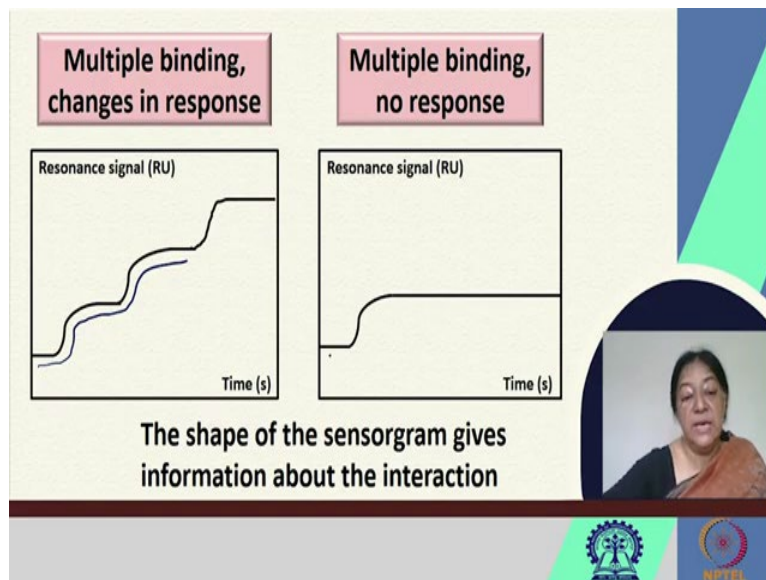 Multiple binding,
changes in response
Multiple binding,
no response
Resonance signal (RU)
Resonance signal (RU)
Time (s)
Time (s)
The shape of the sensorgram gives
information about the interaction
NPTEL